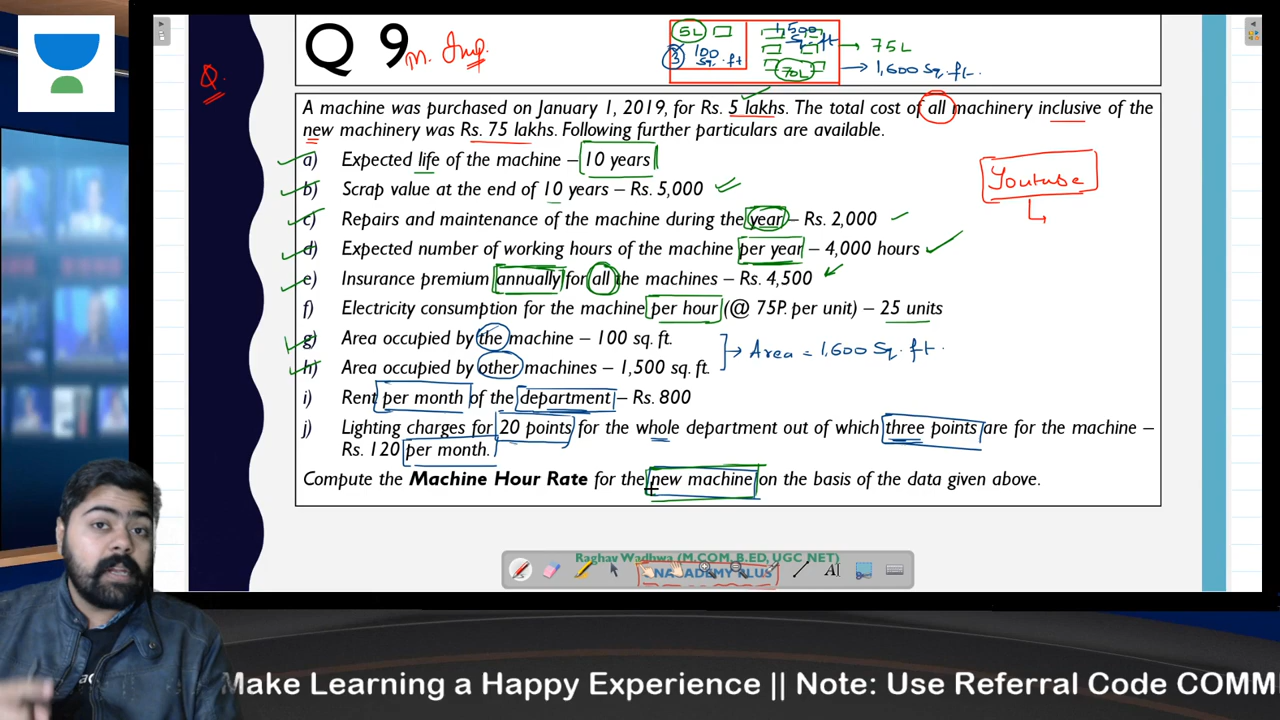 Q 9
m. Imp.
Q.
5L
1,500
sq. ft
100
sq. ft
70L
→ 75L
→ 1,600 sq. ft.
A machine was purchased on January 1, 2019, for Rs. 5 lakhs. The total cost of all machinery inclusive of the
new machinery was Rs. 75 lakhs. Following further particulars are available.
a) Expected life of the machine – 10 years
b) Scrap value at the end of 10 years – Rs. 5,000
c) Repairs and maintenance of the machine during the year – Rs. 2,000
d) Expected number of working hours of the machine per year – 4,000 hours
e) Insurance premium annually for all the machines – Rs. 4,500
f) Electricity consumption for the machine per hour (@ 75P. per unit) – 25 units
g) Area occupied by the machine – 100 sq. ft.
h) Area occupied by other machines – 1,500 sq. ft.
→ Area = 1,600 Sq. ft.
i) Rent per month of the department – Rs. 800
j) Lighting charges for 20 points for the whole department out of which three points are for the machine –
Rs. 120 per month.
Youtube
Compute the Machine Hour Rate for the new machine on the basis of the data given above.
Raghav Wadhwa (M.COM, B.ED, UGC NET)
NACADEMY PLUS
Make Learning a Happy Experience || Note: Use Referral Code COMM